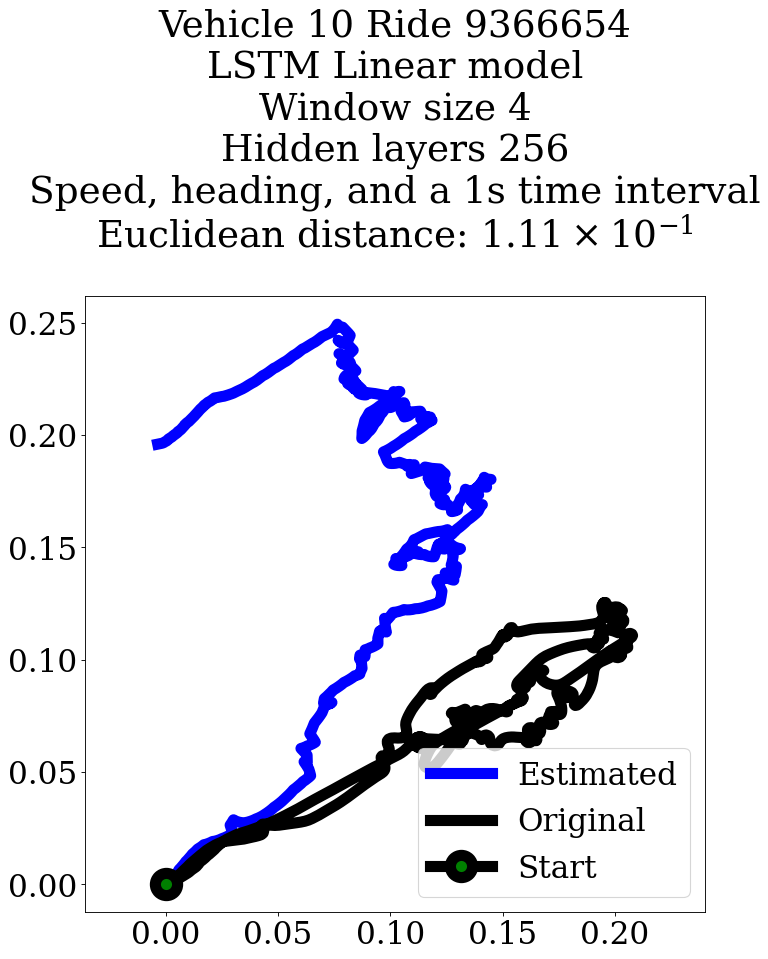 Vehicle 10 Ride 9366654
LSTM Linear model
Window size 4
Hidden layers 256
Speed, heading, and a 1s time interval
Euclidean distance: 1.11 × 10⁻¹
0.25
0.20
0.15
0.10
0.05
0.00
Estimated
Original
Start
0.00 0.05 0.10 0.15 0.20